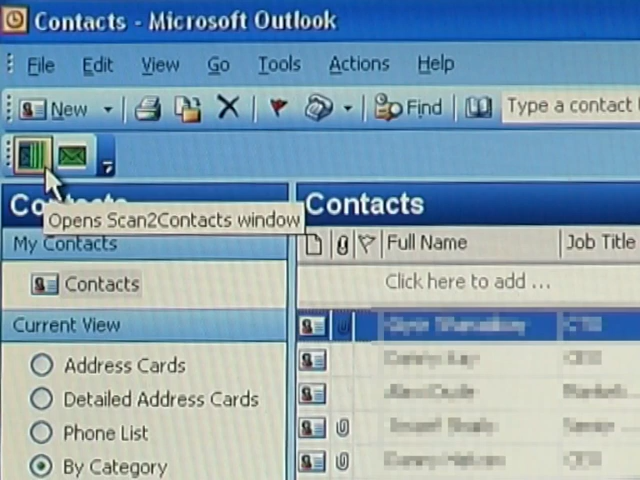 Contacts - Microsoft Outlook
File Edit View Go Tools Actions Help
New Find Type a contact
Contacts
Opens Scan2Contacts window
My Contacts Full Name Job Title
Contacts Click here to add ...
Current View
Address Cards
Detailed Address Cards
Phone List
By Category